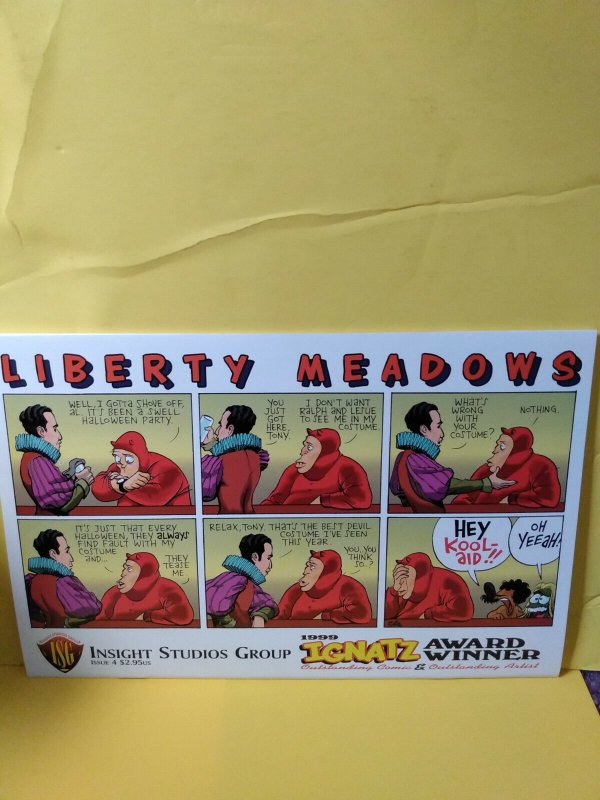 LIBERTY MEADOWS
WELL, I GOTTA SHOVE OFF,
AL. IT'S BEEN A SWELL
HALLOWEEN PARTY.
YOU
JUST
GOT
HERE,
TONY.
I DON'T WANT
RALPH AND LESLIE
TO SEE ME IN MY
COSTUME.
WHAT'S
WRONG
WITH
YOUR
COSTUME?
NOTHING.
IT'S JUST THAT EVERY
HALLOWEEN, THEY ALWAYS
FIND FAULT WITH MY
COSTUME
AND...
THEY
TEASE
ME.
RELAX, TONY. THAT'S THE BEST DEVIL
COSTUME I'VE SEEN
THIS YEAR.
YOU, YOU
THINK
SO..?
HEY
KOOL-
AID..!!
OH
YEEAH!
ISG
INSIGHT STUDIOS GROUP
ISSUE 4 $2.95US
1999
IGNATZ AWARD
WINNER
Outstanding Comic & Outstanding Artist